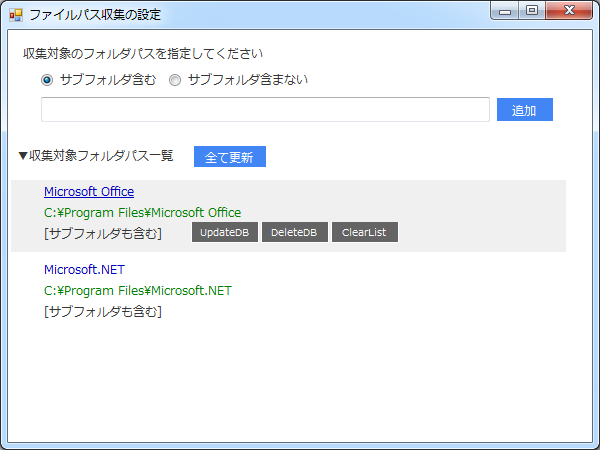 ファイルパス収集の設定
収集対象のフォルダパスを指定してください
サブフォルダ含む サブフォルダ含まない
追加
▼収集対象フォルダパス一覧 全て更新
Microsoft Office
C:¥Program Files¥Microsoft Office
[サブフォルダも含む] UpdateDB DeleteDB ClearList
Microsoft.NET
C:¥Program Files¥Microsoft.NET
[サブフォルダも含む]